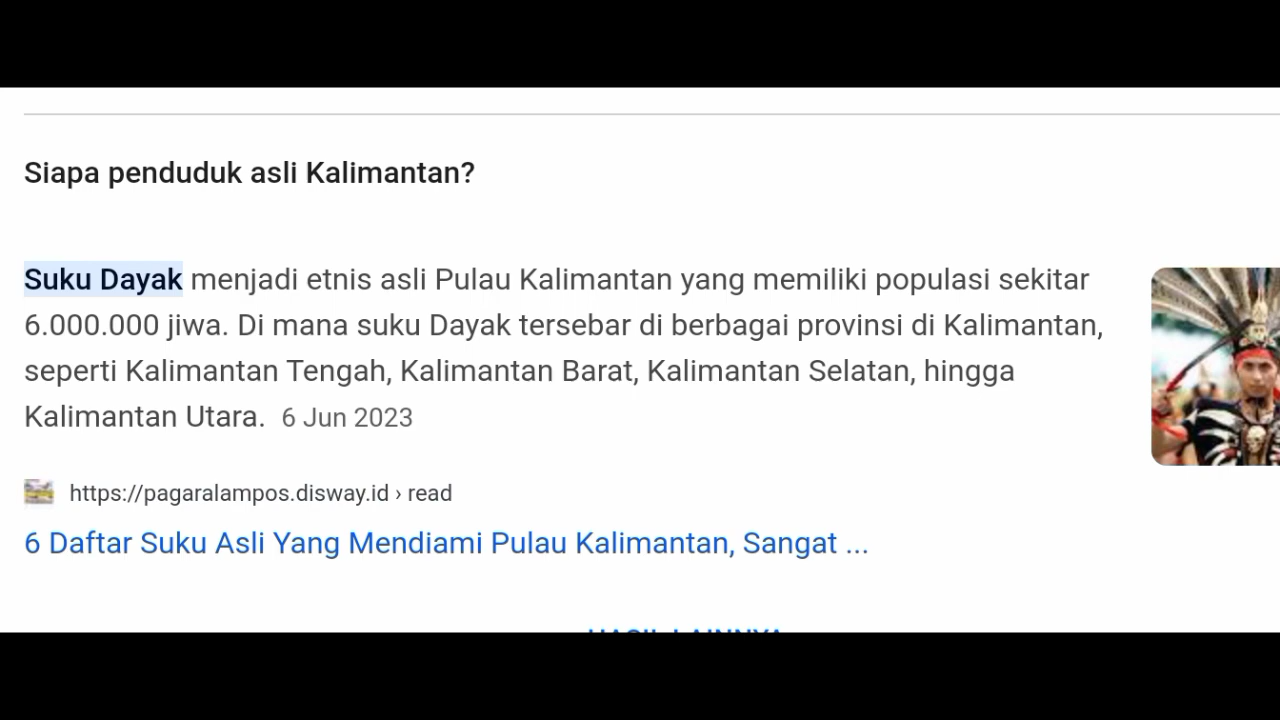 Siapa penduduk asli Kalimantan?
Suku Dayak menjadi etnis asli Pulau Kalimantan yang memiliki populasi sekitar
6.000.000 jiwa. Di mana suku Dayak tersebar di berbagai provinsi di Kalimantan,
seperti Kalimantan Tengah, Kalimantan Barat, Kalimantan Selatan, hingga
Kalimantan Utara. 6 Jun 2023
https://pagaralampos.disway.id › read
6 Daftar Suku Asli Yang Mendiami Pulau Kalimantan, Sangat ...
HASIL LAINNYA